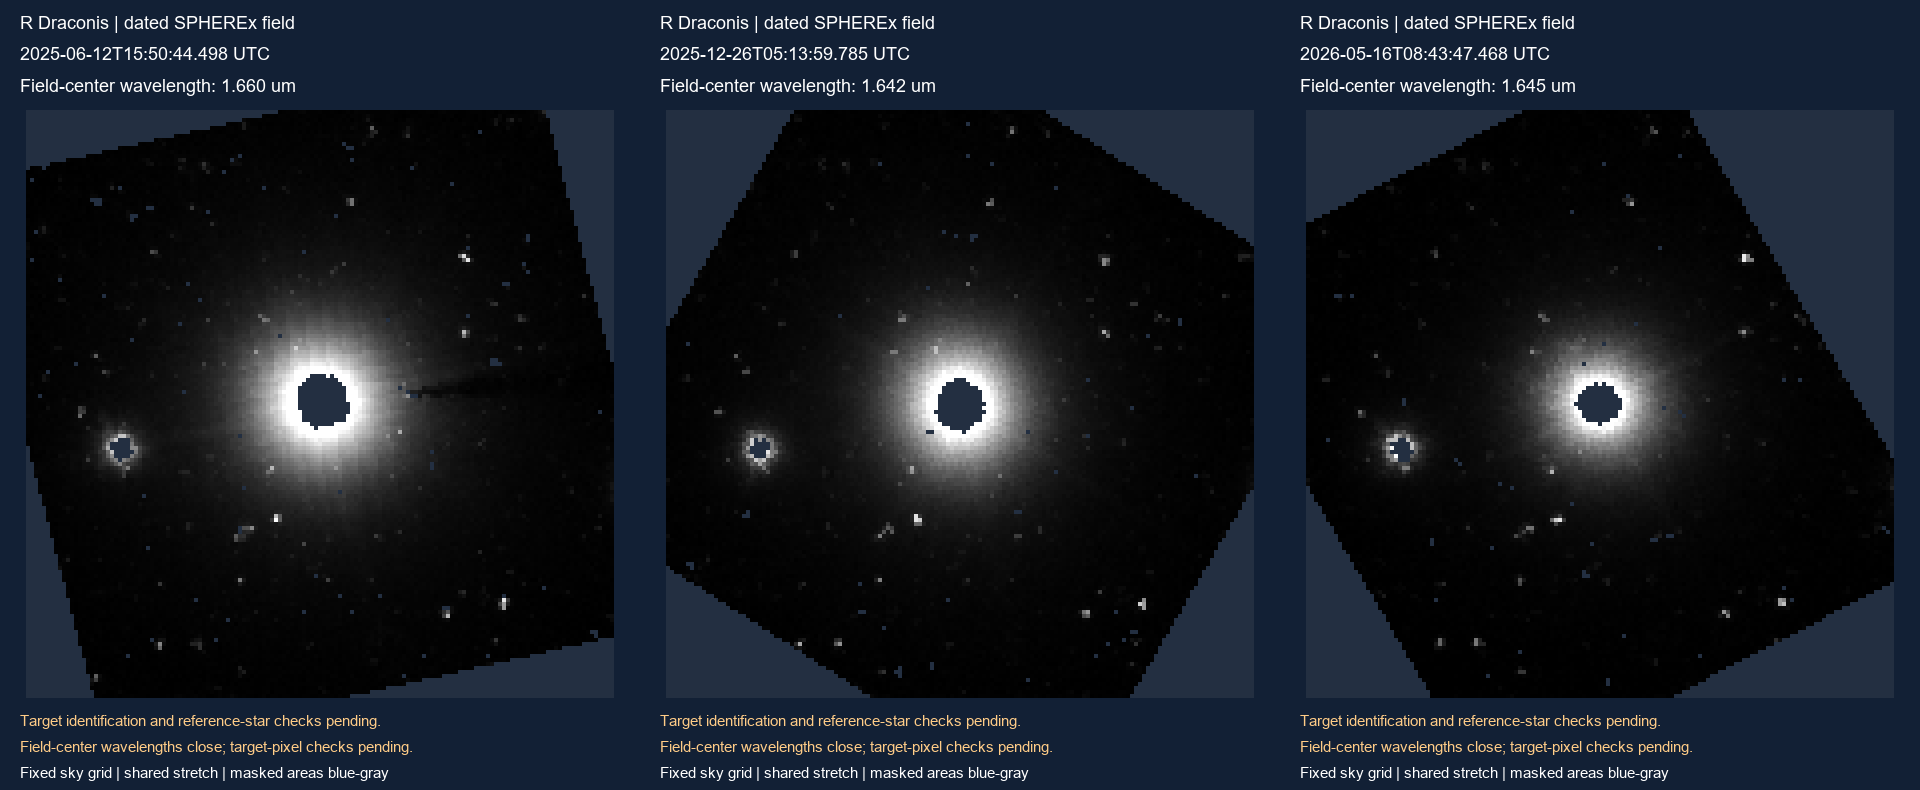 R Draconis | dated SPHEREx field
2025-06-12T15:50:44.498 UTC
Field-center wavelength: 1.660 um
Target identification and reference-star checks pending.
Field-center wavelengths close; target-pixel checks pending.
Fixed sky grid | shared stretch | masked areas blue-gray
R Draconis | dated SPHEREx field
2025-12-26T05:13:59.785 UTC
Field-center wavelength: 1.642 um
Target identification and reference-star checks pending.
Field-center wavelengths close; target-pixel checks pending.
Fixed sky grid | shared stretch | masked areas blue-gray
R Draconis | dated SPHEREx field
2026-05-16T08:43:47.468 UTC
Field-center wavelength: 1.645 um
Target identification and reference-star checks pending.
Field-center wavelengths close; target-pixel checks pending.
Fixed sky grid | shared stretch | masked areas blue-gray